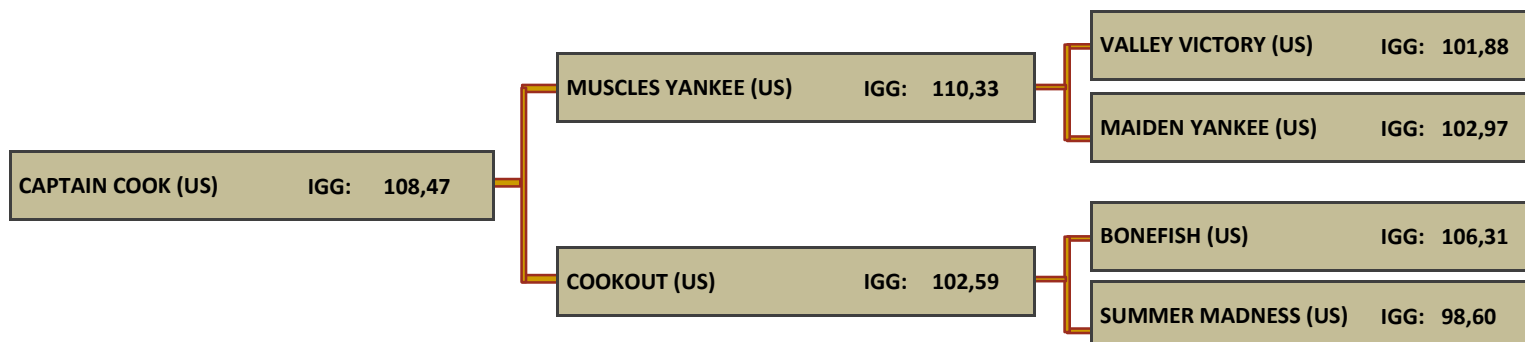 VALLEY VICTORY (US) IGG: 101,88
MUSCLES YANKEE (US) IGG: 110,33
MAIDEN YANKEE (US) IGG: 102,97
CAPTAIN COOK (US) IGG: 108,47
BONEFISH (US) IGG: 106,31
COOKOUT (US) IGG: 102,59
SUMMER MADNESS (US) IGG: 98,60